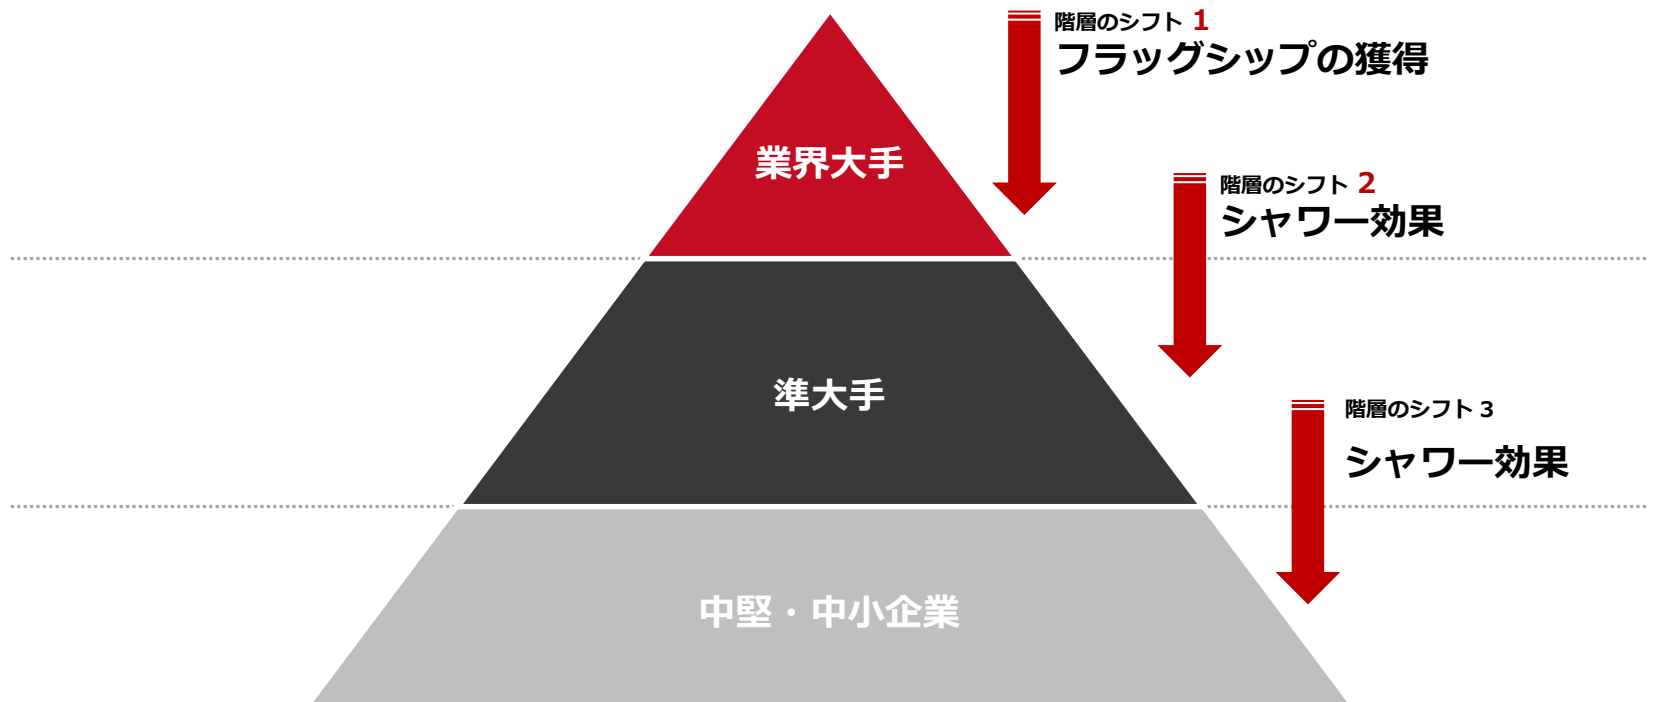 階層のシフト 1
フラッグシップの獲得
業界大手
階層のシフト 2
シャワー効果
準大手
階層のシフト 3
シャワー効果
中堅・中小企業